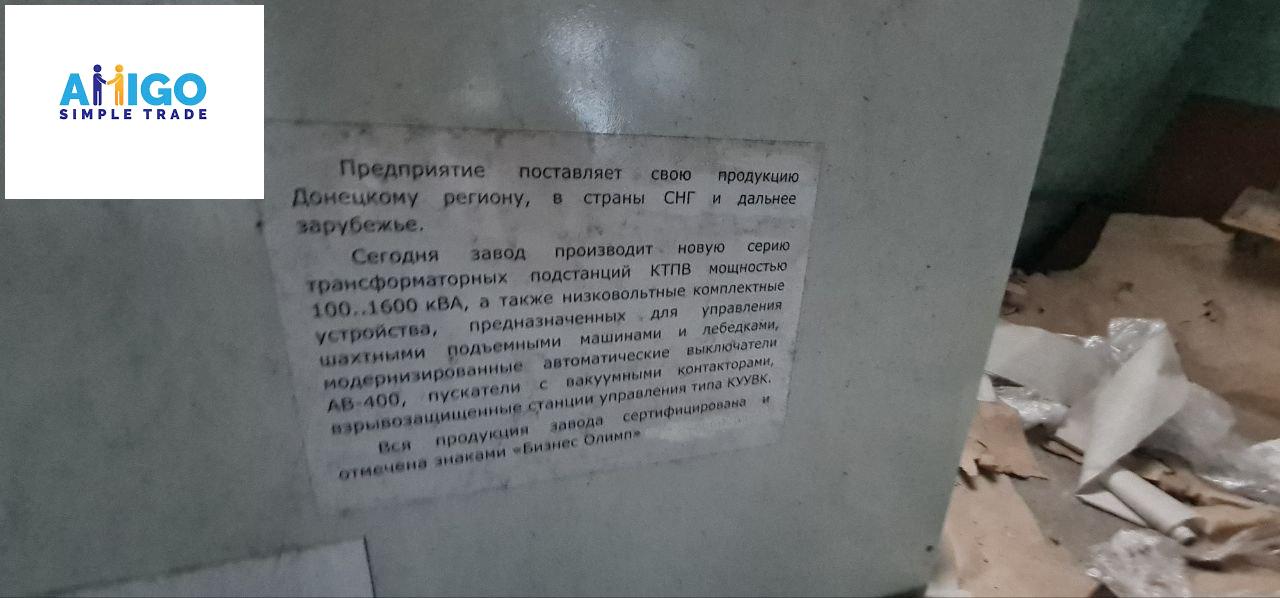 AMIGO
SIMPLE TRADE
Предприятие поставляет свою продукцию
Донецкому региону, в страны СНГ и дальнее
зарубежье.
Сегодня завод производит новую серию
трансформаторных подстанций КТПВ мощностью
100..1600 кВА, а также низковольтные комплектные
устройства, предназначенных для управления
шахтными подъемными машинами и лебедками,
модернизированные автоматические выключатели
АВ-400, пускатели с вакуумными контакторами,
взрывозащищенные станции управления типа КУУВК.
Вся продукция завода сертифицирована и
отмечена знаками «Бизнес Олимп»